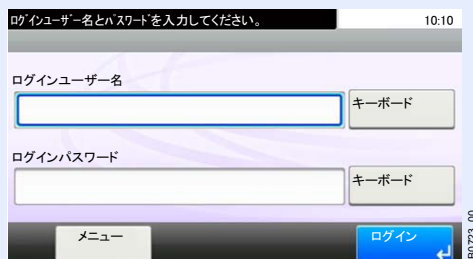 ﾛｸﾞｲﾝﾕｰｻﾞｰ名とﾊﾟｽﾜｰﾄﾞを入力してください。 10:10
ログインユーザー名
キーボード
ログインパスワード
キーボード
メニュー ログイン